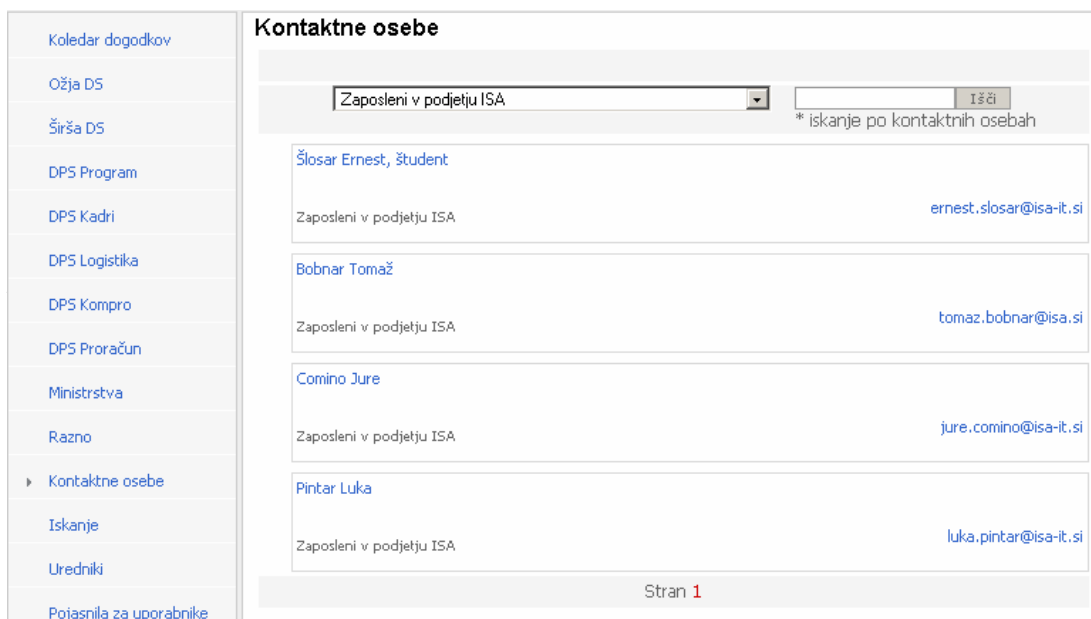 Koledar dogodkov
Ožja DS
Širša DS
DPS Program
DPS Kadri
DPS Logistika
DPS Kompro
DPS Proračun
Ministrstva
Razno
Kontaktne osebe
Iskanje
Uredniki
Pojasnila za uporabnike
Kontaktne osebe
Zaposleni v podjetju ISA
Išči
* iskanje po kontaktnih osebah
Šlosar Ernest, študent
Zaposleni v podjetju ISA
ernest.slosar@isa-it.si
Bobnar Tomaž
Zaposleni v podjetju ISA
tomaz.bobnar@isa.si
Comino Jure
Zaposleni v podjetju ISA
jure.comino@isa-it.si
Pintar Luka
Zaposleni v podjetju ISA
luka.pintar@isa-it.si
Stran 1